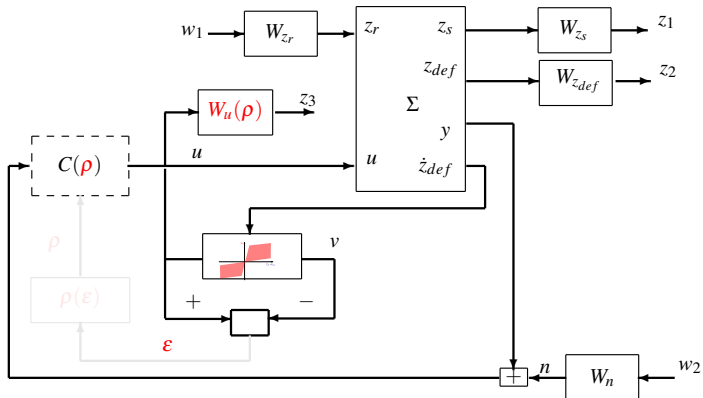 w₁
W_{z_r}
z_r
z_s
W_{z_s}
z₁
z_{def}
W_{z_{def}}
z₂
W_u(ρ)
z₃
Σ
y
C(ρ)
u
u
ż_{def}
ρ
v
ρ(ε)
+
−
ε
+
n
W_n
w₂